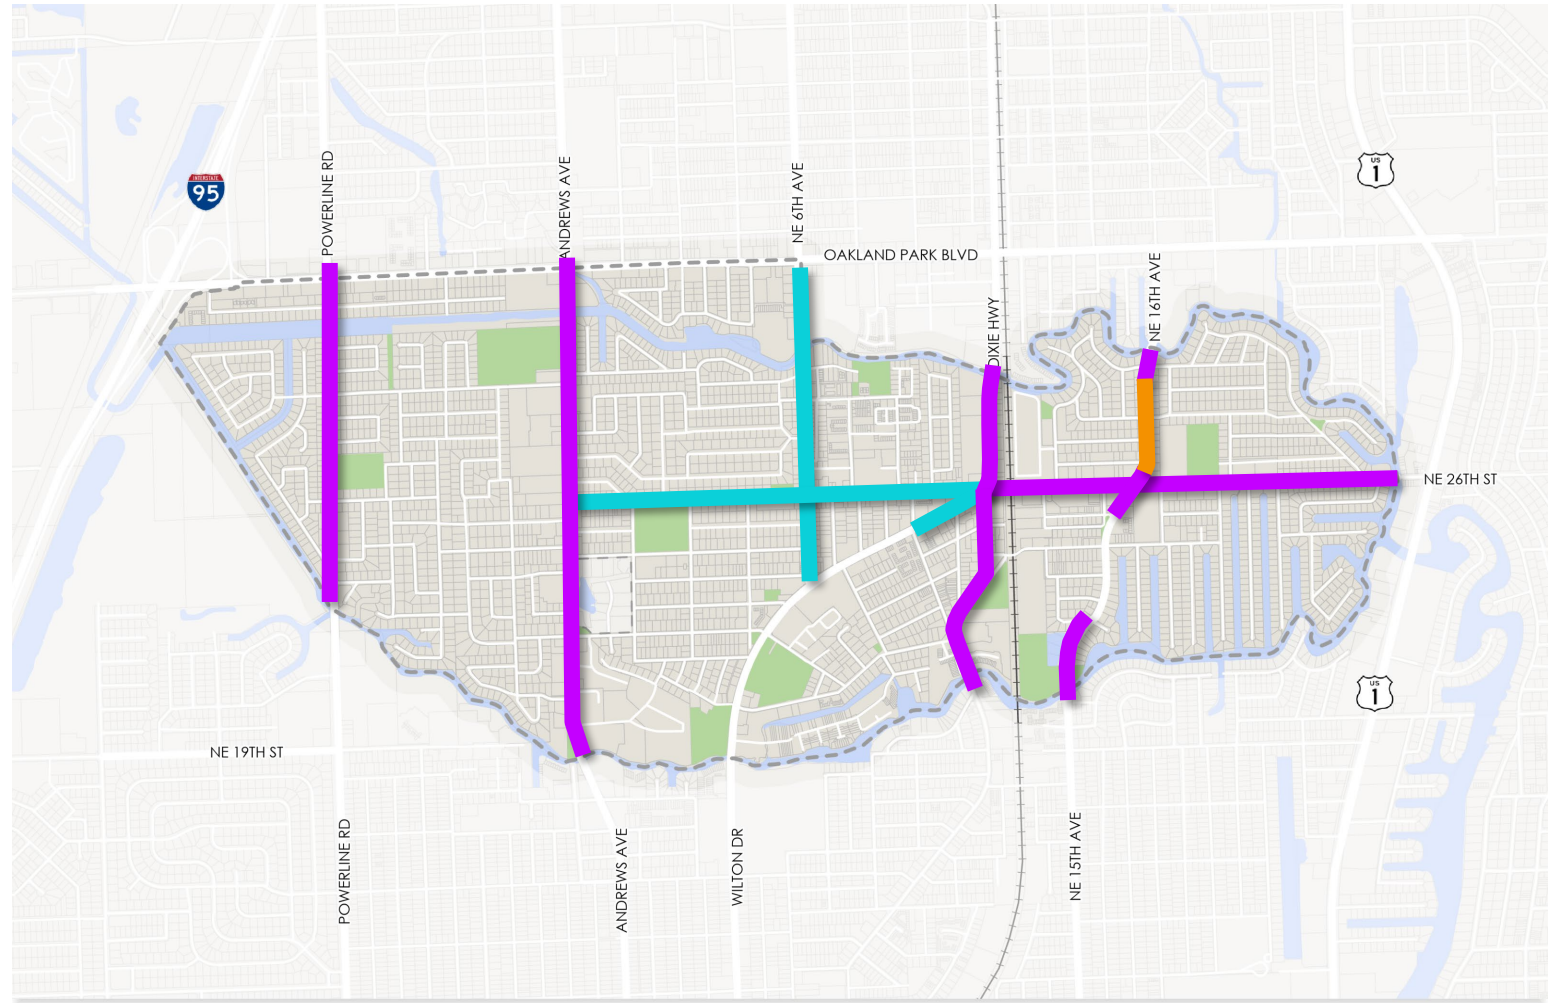 POWERLINE RD
ANDREWS AVE
NE 6TH AVE
US
1
INTERSTATE
95
OAKLAND PARK BLVD
NE 16TH AVE
DIXIE HWY
NE 26TH ST
US
1
NE 19TH ST
POWERLINE RD
ANDREWS AVE
WILTON DR
NE 15TH AVE